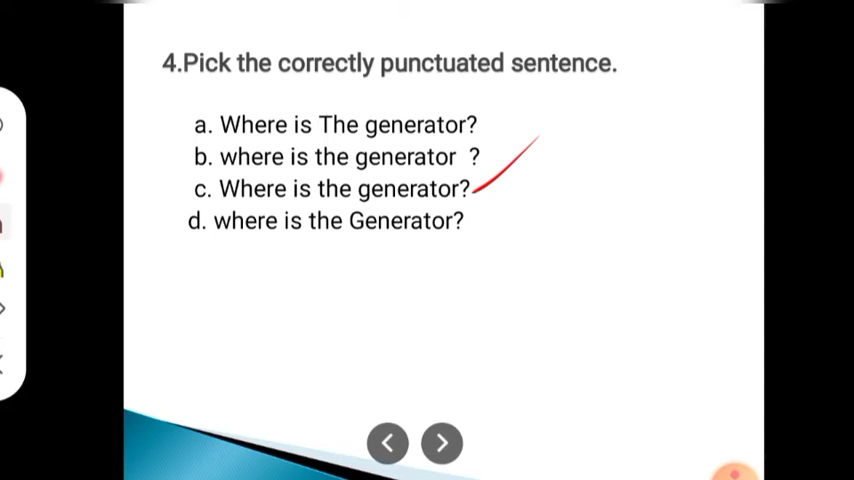 4.Pick the correctly punctuated sentence.
a. Where is The generator?
b. where is the generator  ?
c. Where is the generator?
d. where is the Generator?